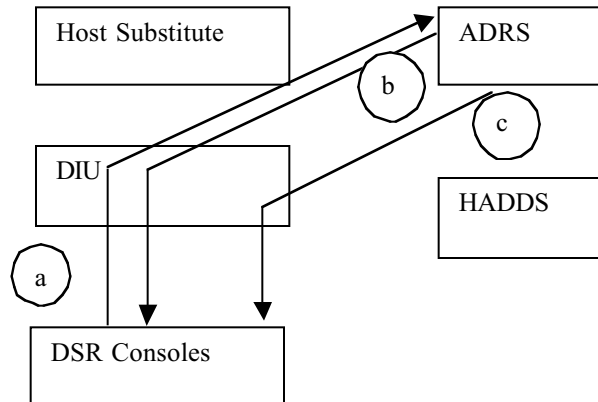 Host Substitute
ADRS
b
c
DIU
HADDS
a
DSR Consoles